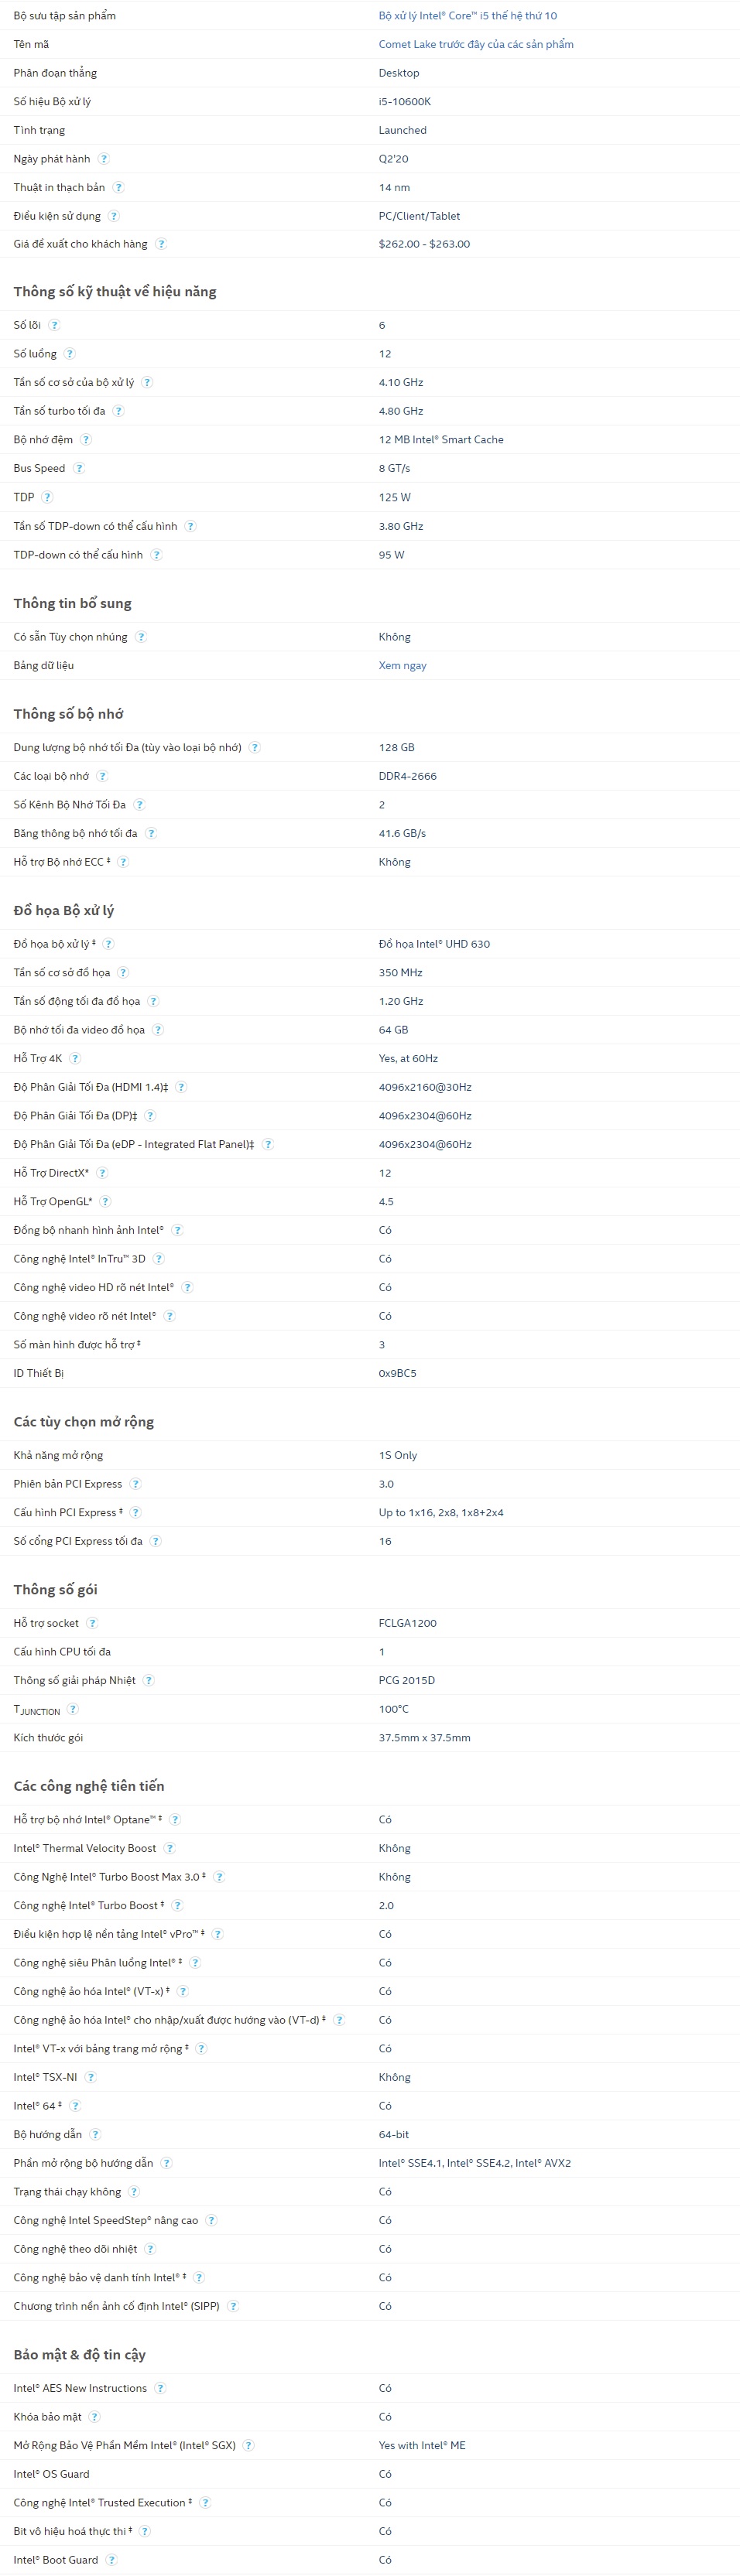 Bộ sưu tập sản phẩm Bộ xử lý Intel® Core™ i5 thế hệ thứ 10
Tên mã Comet Lake trước đây của các sản phẩm
Phân đoạn thẳng Desktop
Số hiệu Bộ xử lý i5-10600K
Tình trạng Launched
Ngày phát hành ? Q2'20
Thuật in thạch bản ? 14 nm
Điều kiện sử dụng ? PC/Client/Tablet
Giá đề xuất cho khách hàng ? $262.00 - $263.00
Thông số kỹ thuật về hiệu năng
Số lõi ? 6
Số luồng ? 12
Tần số cơ sở của bộ xử lý ? 4.10 GHz
Tần số turbo tối đa ? 4.80 GHz
Bộ nhớ đệm ? 12 MB Intel® Smart Cache
Bus Speed ? 8 GT/s
TDP ? 125 W
Tần số TDP-down có thể cấu hình ? 3.80 GHz
TDP-down có thể cấu hình ? 95 W
Thông tin bổ sung
Có sẵn Tùy chọn nhúng ? Không
Bảng dữ liệu Xem ngay
Thông số bộ nhớ
Dung lượng bộ nhớ tối Đa (tùy vào loại bộ nhớ) ? 128 GB
Các loại bộ nhớ ? DDR4-2666
Số Kênh Bộ Nhớ Tối Đa ? 2
Băng thông bộ nhớ tối đa ? 41.6 GB/s
Hỗ trợ Bộ nhớ ECC ‡ ? Không
Đồ họa Bộ xử lý
Đồ họa bộ xử lý ‡ ? Đồ họa Intel® UHD 630
Tần số cơ sở đồ họa ? 350 MHz
Tần số động tối đa đồ họa ? 1.20 GHz
Bộ nhớ tối đa video đồ họa ? 64 GB
Hỗ Trợ 4K ? Yes, at 60Hz
Độ Phân Giải Tối Đa (HDMI 1.4)‡ ? 4096x2160@30Hz
Độ Phân Giải Tối Đa (DP)‡ ? 4096x2304@60Hz
Độ Phân Giải Tối Đa (eDP - Integrated Flat Panel)‡ ? 4096x2304@60Hz
Hỗ Trợ DirectX* ? 12
Hỗ Trợ OpenGL* ? 4.5
Đồng bộ nhanh hình ảnh Intel® ? Có
Công nghệ Intel® InTru™ 3D ? Có
Công nghệ video HD rõ nét Intel® ? Có
Công nghệ video rõ nét Intel® ? Có
Số màn hình được hỗ trợ ‡ 3
ID Thiết Bị 0x9BC5
Các tùy chọn mở rộng
Khả năng mở rộng 1S Only
Phiên bản PCI Express ? 3.0
Cấu hình PCI Express ‡ ? Up to 1x16, 2x8, 1x8+2x4
Số cổng PCI Express tối đa ? 16
Thông số gói
Hỗ trợ socket ? FCLGA1200
Cấu hình CPU tối đa 1
Thông số giải pháp Nhiệt ? PCG 2015D
TJUNCTION ? 100°C
Kích thước gói 37.5mm x 37.5mm
Các công nghệ tiên tiến
Hỗ trợ bộ nhớ Intel® Optane™ ‡ ? Có
Intel® Thermal Velocity Boost ? Không
Công Nghệ Intel® Turbo Boost Max 3.0 ‡ ? Không
Công nghệ Intel® Turbo Boost ‡ ? 2.0
Điều kiện hợp lệ nền tảng Intel® vPro™ ‡ ? Có
Công nghệ siêu Phân luồng Intel® ‡ ? Có
Công nghệ ảo hóa Intel® (VT-x) ‡ ? Có
Công nghệ ảo hóa Intel® cho nhập/xuất được hướng vào (VT-d) ‡ ? Có
Intel® VT-x với bảng trang mở rộng ‡ ? Có
Intel® TSX-NI ? Không
Intel® 64 ‡ ? Có
Bộ hướng dẫn ? 64-bit
Phần mở rộng bộ hướng dẫn ? Intel® SSE4.1, Intel® SSE4.2, Intel® AVX2
Trạng thái chạy không ? Có
Công nghệ Intel SpeedStep® nâng cao ? Có
Công nghệ theo dõi nhiệt ? Có
Công nghệ bảo vệ danh tính Intel® ‡ ? Có
Chương trình nền ảnh cố định Intel® (SIPP) ? Có
Bảo mật & độ tin cậy
Intel® AES New Instructions ? Có
Khóa bảo mật ? Có
Mở Rộng Bảo Vệ Phần Mềm Intel® (Intel® SGX) ? Yes with Intel® ME
Intel® OS Guard Có
Công nghệ Intel® Trusted Execution ‡ ? Có
Bit vô hiệu hoá thực thi ‡ ? Có
Intel® Boot Guard ? Có